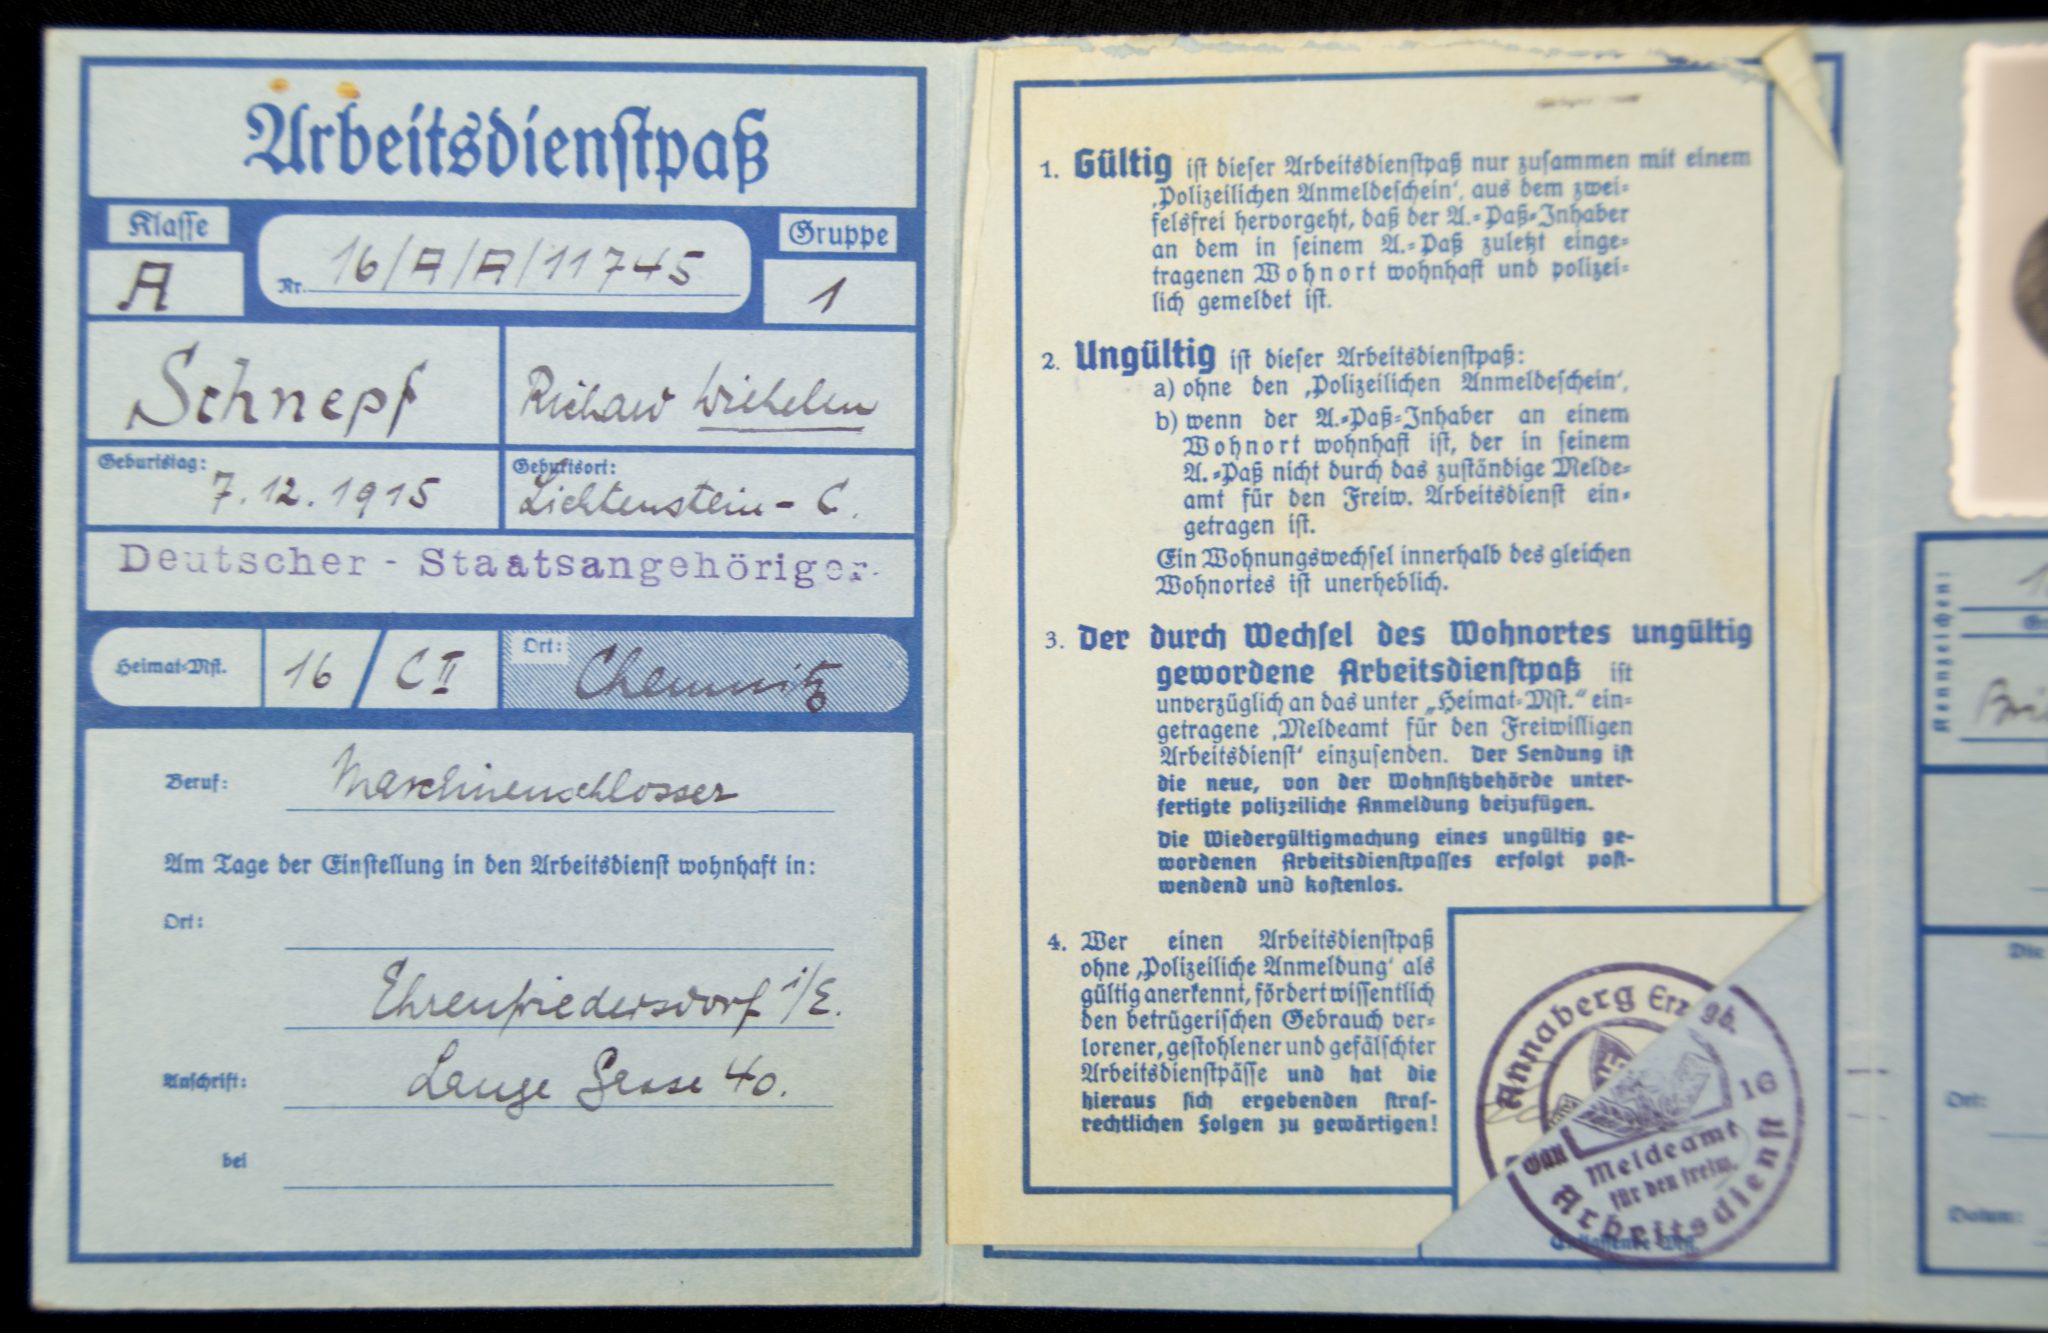 Arbeitsdienstpaß
Klasse
Gruppe
A
Nr. 16/A/A/11745
1
Schnepf
Richard Wilhelm
Geburtstag:
7.12.1915
Geburtsort:
Lichtenstein-C.
Deutscher - Staatsangehöriger.
Heimat-Mst.
16 / C II
Ort:
Chemnitz
Beruf: Maschinenschlosser
Am Tage der Einstellung in den Arbeitsdienst wohnhaft in:
Ort:
Ehrenfriedersdorf i/E.
Anschrift: Lange Gasse 40.
bei
1. Gültig ist dieser Arbeitsdienstpaß nur zusammen mit einem
‚Polizeilichen Anmeldeschein‘, aus dem zwei-
felsfrei hervorgeht, daß der A.-Paß-Inhaber
an dem in seinem A.-Paß zuletzt einge-
tragenen Wohnort wohnhaft und polizei-
lich gemeldet ist.
2. Ungültig ist dieser Arbeitsdienstpaß:
a) ohne den ‚Polizeilichen Anmeldeschein‘,
b) wenn der A.-Paß-Inhaber an einem
Wohnort wohnhaft ist, der in seinem
A.-Paß nicht durch das zuständige Melde-
amt für den Freiw. Arbeitsdienst ein-
getragen ist.
Ein Wohnungswechsel innerhalb des gleichen
Wohnortes ist unerheblich.
3. Der durch Wechsel des Wohnortes ungültig
gewordene Arbeitsdienstpaß ist
unverzüglich an das unter „Heimat-Mst.“ ein-
getragene ‚Meldeamt für den Freiwilligen
Arbeitsdienst‘ einzusenden. Der Sendung ist
die neue, von der Wohnsitzbehörde unter-
fertigte polizeiliche Anmeldung beizufügen.
Die Wiedergültigmachung eines ungültig ge-
wordenen Arbeitsdienstpasses erfolgt post-
wendend und kostenlos.
4. Wer einen Arbeitsdienstpaß
ohne ‚Polizeiliche Anmeldung‘ als
gültig anerkennt, fördert wissentlich
den betrügerischen Gebrauch ver-
lorener, gestohlener und gefälschter
Arbeitsdienstpässe und hat die
hieraus sich ergebenden straf-
rechtlichen Folgen zu gewärtigen!
Annaberg Erzgb.
16
Meldeamt
für den freiw.
Arbeitsdienst
Kennzeichen:
Die
Ort:
Datum: